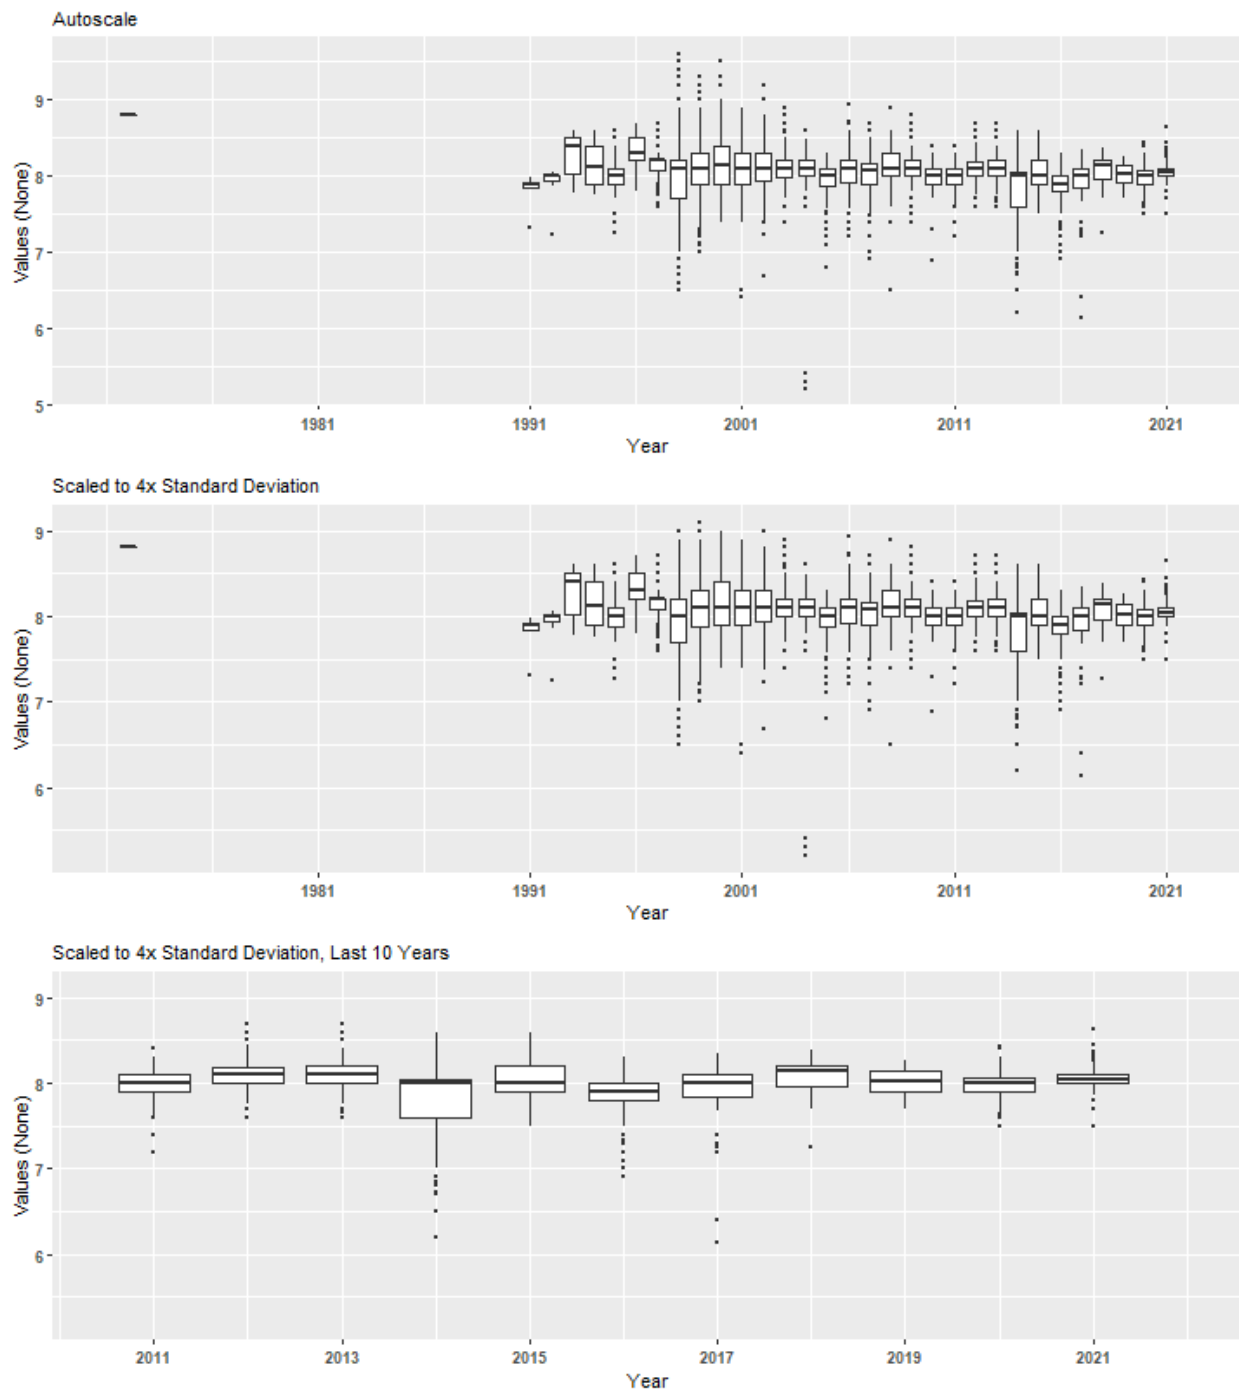 Autoscale
9
8
7
6
5
Values (None)
1981 1991 2001 2011 2021
Year
Scaled to 4x Standard Deviation
9
8
7
6
Values (None)
1981 1991 2001 2011 2021
Year
Scaled to 4x Standard Deviation, Last 10 Years
9
8
7
6
Values (None)
2011 2013 2015 2017 2019 2021
Year